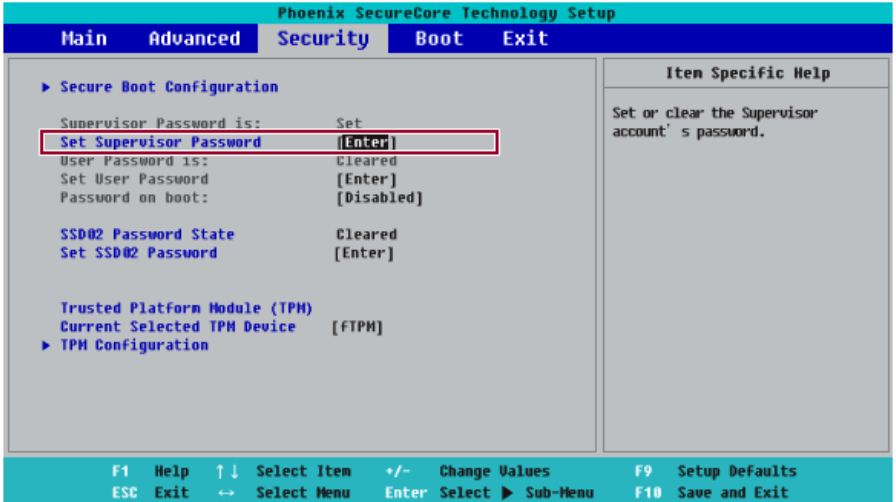 Phoenix SecureCore Technology Setup
Main Advanced Security Boot Exit
Item Specific Help
▶ Secure Boot Configuration
Set or clear the Supervisor
account's password.
Supervisor Password is: Set
Set Supervisor Password [Enter]
User Password is: Cleared
Set User Password [Enter]
Password on boot: [Disabled]
SSD02 Password State Cleared
Set SSD02 Password [Enter]
Trusted Platform Module (TPM)
Current Selected TPM Device [fTPM]
▶ TPM Configuration
F1 Help ↑↓ Select Item +/- Change Values F9 Setup Defaults
ESC Exit ↔ Select Menu Enter Select ▶ Sub-Menu F10 Save and Exit